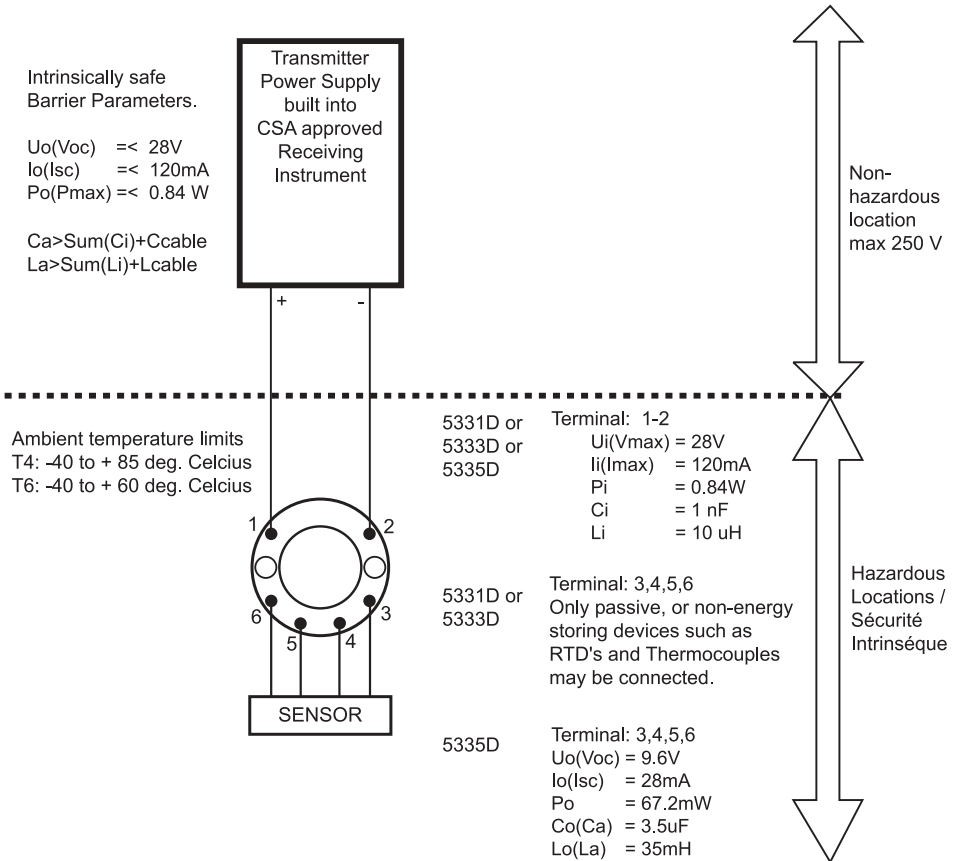 Intrinsically safe
Barrier Parameters.
Uo(Voc) =< 28V
Io(Isc) =< 120mA
Po(Pmax) =< 0.84 W
Ca>Sum(Ci)+Ccable
La>Sum(Li)+Lcable
Transmitter
Power Supply
built into
CSA approved
Receiving
Instrument
+
-
Non-
hazardous
location
max 250 V
Ambient temperature limits
T4: -40 to + 85 deg. Celcius
T6: -40 to + 60 deg. Celcius
1
2
6
3
5
4
SENSOR
5331D or
5333D or
5335D
Terminal: 1-2
Ui(Vmax) = 28V
Ii(Imax) = 120mA
Pi = 0.84W
Ci = 1 nF
Li = 10 uH
5331D or
5333D
Terminal: 3,4,5,6
Only passive, or non-energy
storing devices such as
RTD's and Thermocouples
may be connected.
5335D
Terminal: 3,4,5,6
Uo(Voc) = 9.6V
Io(Isc) = 28mA
Po = 67.2mW
Co(Ca) = 3.5uF
Lo(La) = 35mH
Hazardous
Locations /
Sécurité
Intrinséque